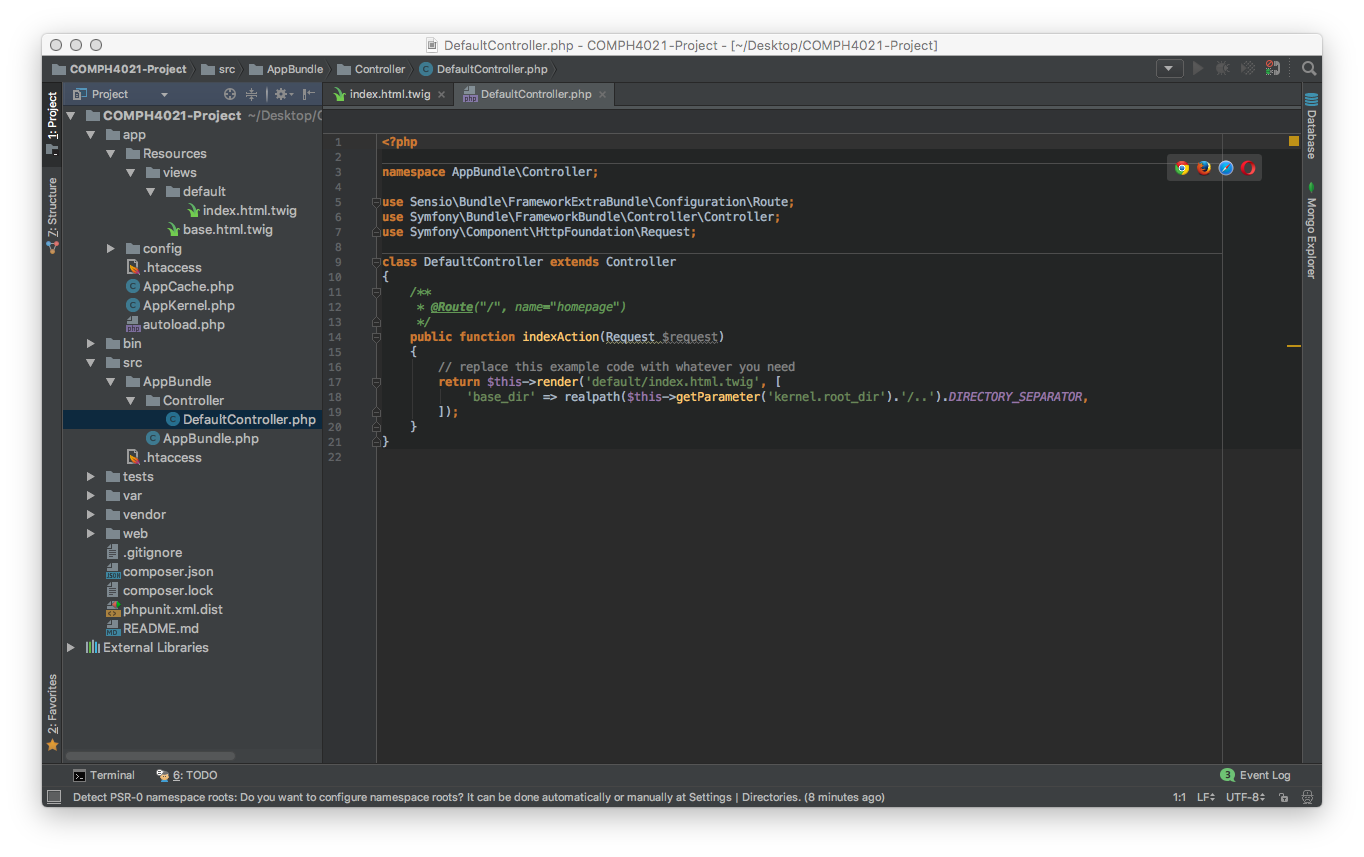 DefaultController.php - COMPH4021-Project - [~/Desktop/COMPH4021-Project]
COMPH4021-Project src AppBundle Controller DefaultController.php
1: Project
Z: Structure
2: Favorites
Project
COMPH4021-Project ~/Desktop/C
app
Resources
views
default
index.html.twig
base.html.twig
config
.htaccess
AppCache.php
AppKernel.php
autoload.php
bin
src
AppBundle
Controller
DefaultController.php
AppBundle.php
.htaccess
tests
var
vendor
web
.gitignore
composer.json
composer.lock
phpunit.xml.dist
README.md
External Libraries
index.html.twig DefaultController.php
1 <?php
2
3 namespace AppBundle\Controller;
4
5 use Sensio\Bundle\FrameworkExtraBundle\Configuration\Route;
6 use Symfony\Bundle\FrameworkBundle\Controller\Controller;
7 use Symfony\Component\HttpFoundation\Request;
8
9 class DefaultController extends Controller
10 {
11 /**
12 * @Route("/", name="homepage")
13 */
14 public function indexAction(Request $request)
15 {
16 // replace this example code with whatever you need
17 return $this->render('default/index.html.twig', [
18 'base_dir' => realpath($this->getParameter('kernel.root_dir').'/..').DIRECTORY_SEPARATOR,
19 ]);
20 }
21 }
22
Database
Mongo Explorer
Terminal 6: TODO 3 Event Log
Detect PSR-0 namespace roots: Do you want to configure namespace roots? It can be done automatically or manually at Settings | Directories. (8 minutes ago) 1:1 LF UTF-8